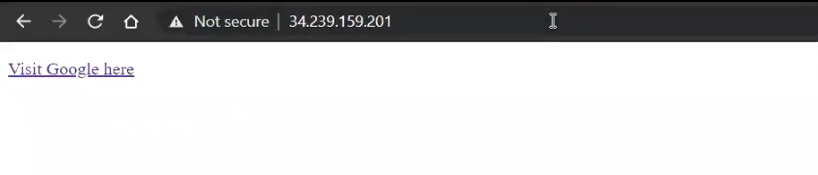 Not secure | 34.239.159.201
Visit Google here